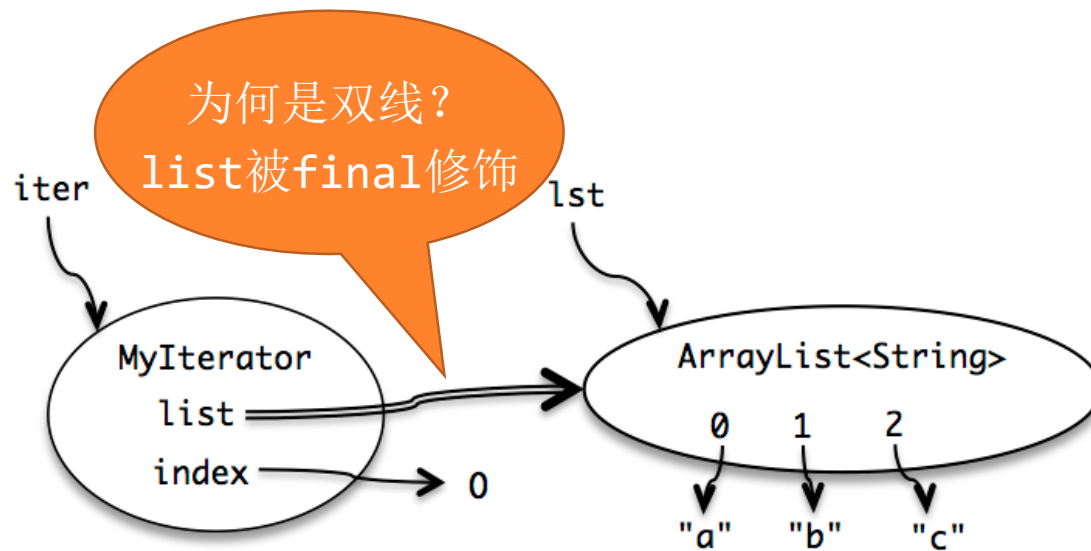 为何是双线？
list被final修饰
iter
lst
MyIterator
list
index
0
ArrayList<String>
0 1 2
"a" "b" "c"